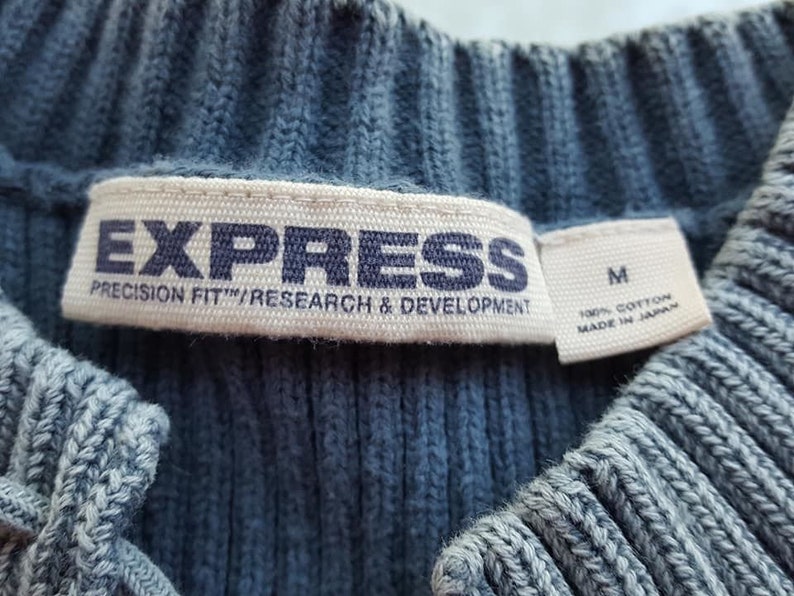 EXPRESS
PRECISION FIT™/RESEARCH & DEVELOPMENT
M
100% COTTON
MADE IN JAPAN